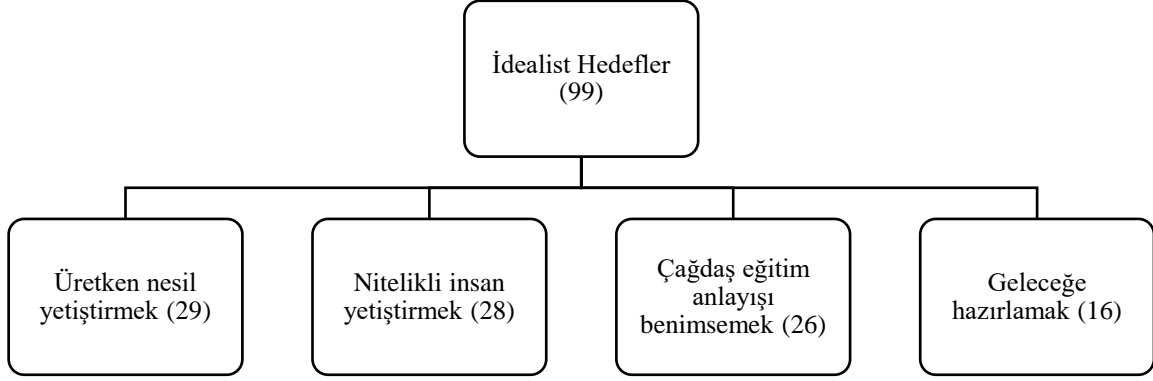 İdealist Hedefler
(99)
Üretken nesil
yetiştirmek (29)
Nitelikli insan
yetiştirmek (28)
Çağdaş eğitim
anlayışı
benimsemek (26)
Geleceğe
hazırlamak (16)